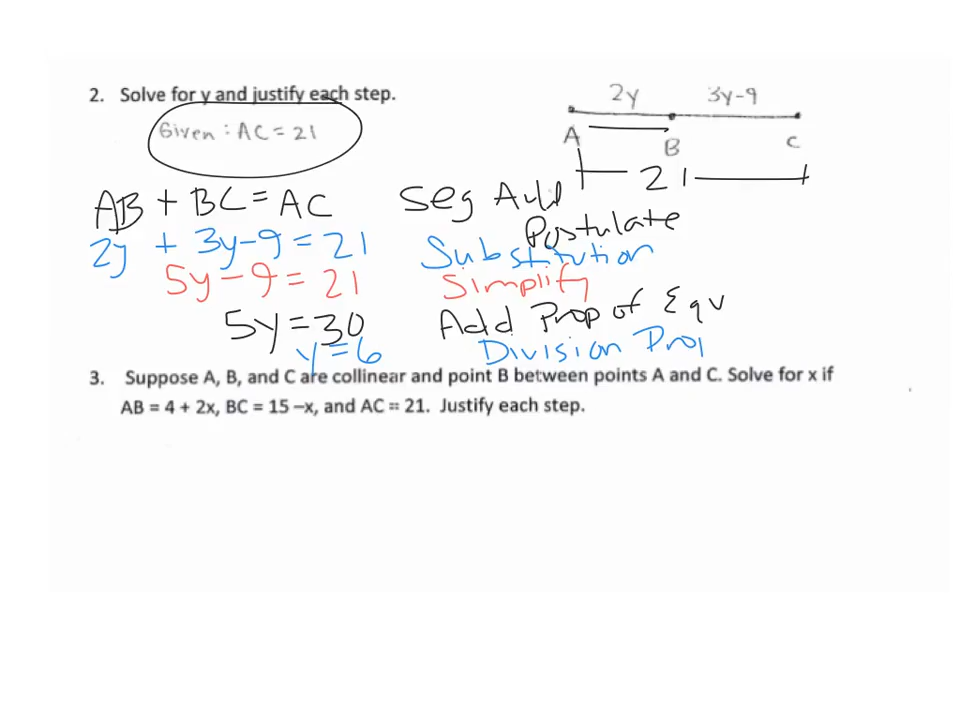 2. Solve for y and justify each step.
Given: AC = 21
2y 3y-9
A B C
21
AB + BC = AC Seg Add Postulate
2y + 3y-9 = 21 Substitution
5y-9 = 21 Simplify
5y = 30 Add Prop of Equ
y = 6 Division Prop
3. Suppose A, B, and C are collinear and point B between points A and C. Solve for x if
AB = 4 + 2x, BC = 15 –x, and AC = 21. Justify each step.